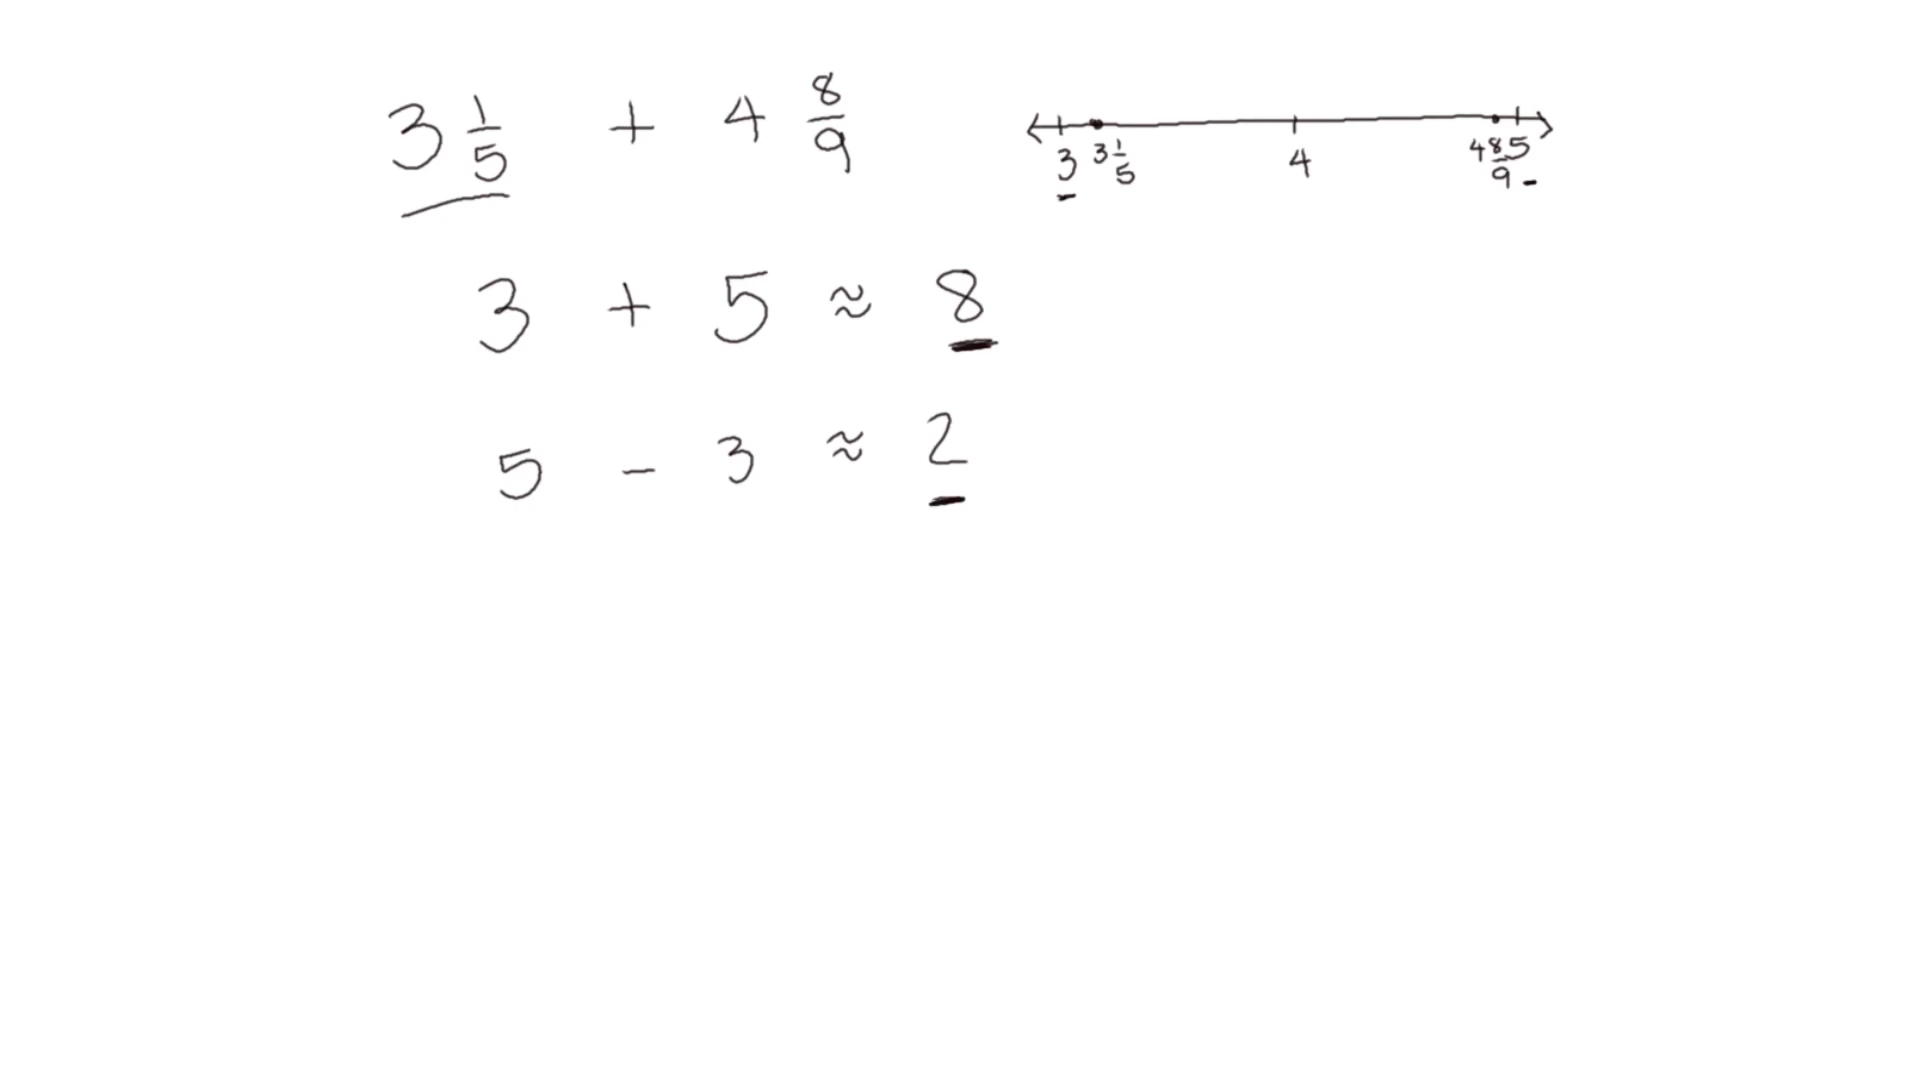 3 1/5 + 4 8/9
3 3 1/5 4 4 8/9 5
3 + 5 ≈ 8
5 - 3 ≈ 2